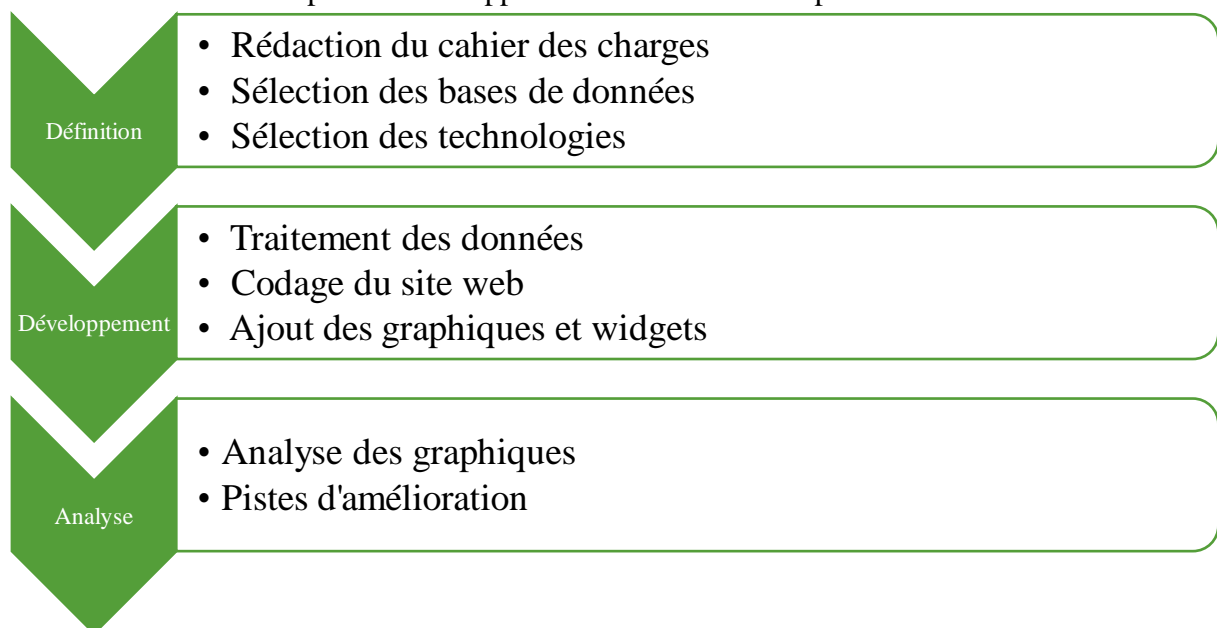 Définition
• Rédaction du cahier des charges
• Sélection des bases de données
• Sélection des technologies
Développement
• Traitement des données
• Codage du site web
• Ajout des graphiques et widgets
Analyse
• Analyse des graphiques
• Pistes d'amélioration